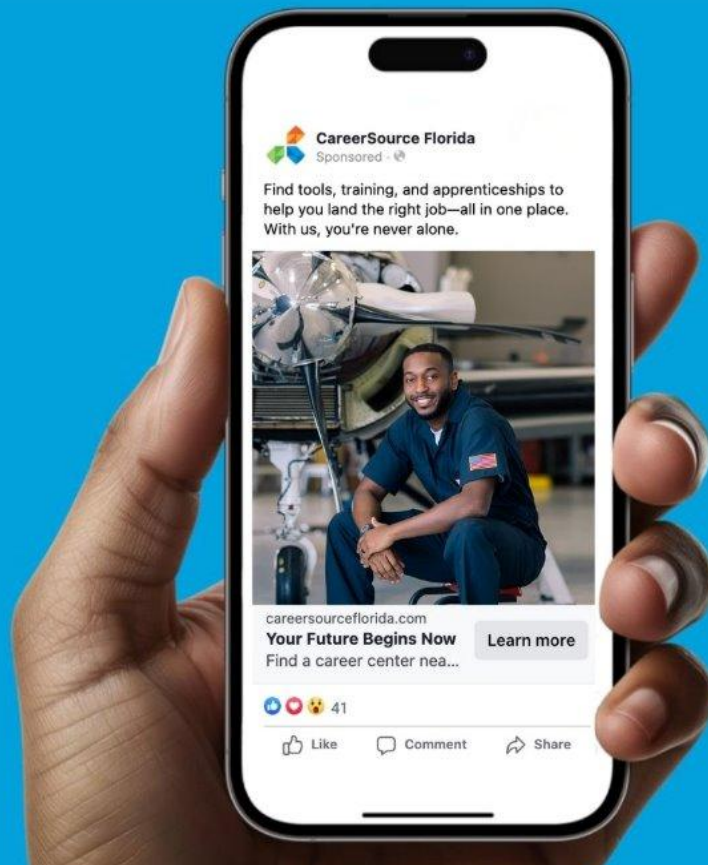 CareerSource Florida
Sponsored ·
Find tools, training, and apprenticeships to
help you land the right job—all in one place.
With us, you're never alone.
careersourceflorida.com
Your Future Begins Now
Find a career center nea...
Learn more
41
Like
Comment
Share